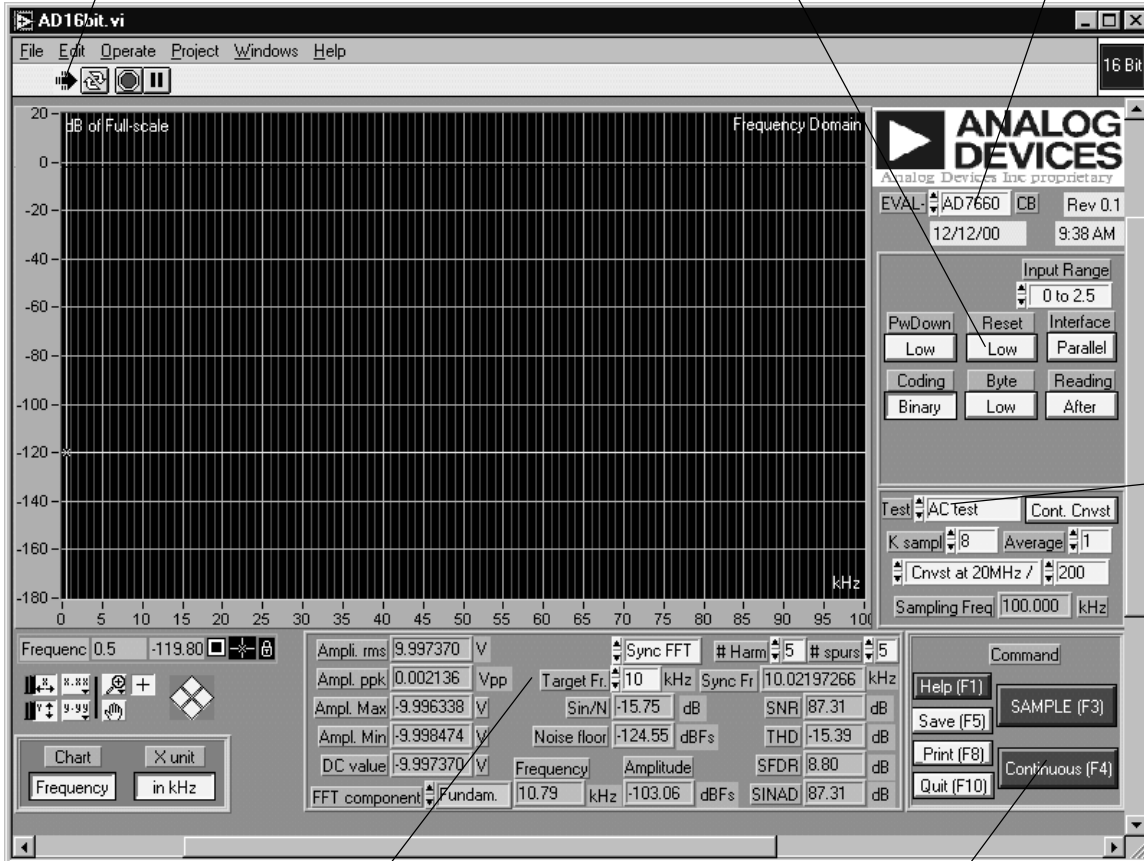 AD16bit.vi
File Edit Operate Project Windows Help
16 Bit
20
0
-20
-40
-60
-80
-100
-120
-140
-160
-180
dB of Full-scale
Frequency Domain
kHz
0 5 10 15 20 25 30 35 40 45 50 55 60 65 70 75 80 85 90 95 100
ANALOG
DEVICES
Analog Devices Inc proprietary
EVAL- AD7660 CB Rev 0.1
12/12/00 9:38 AM
Input Range
0 to 2.5
PwDown Reset Interface
Low Low Parallel
Coding Byte Reading
Binary Low After
Test AC test Cont. Cnvst
K sampl 8 Average 1
Cnvst at 20MHz / 200
Sampling Freq 100.000 kHz
Frequenc 0.5 -119.80
X.XX
y.yy
Chart X unit
Frequency in kHz
Ampli. rms 9.997370 V Sync FFT # Harm 5 # spurs 5
Ampl. ppk 0.002136 Vpp Target Fr. 10 kHz Sync Fr 10.02197266 kHz
Ampl. Max -9.996338 V Sin/N -15.75 dB SNR 87.31 dB
Ampl. Min -9.998474 V Noise floor -124.55 dBFs THD -15.39 dB
DC value -9.997370 V Frequency Amplitude SFDR 8.80 dB
FFT component Fundam. 10.79 kHz -103.06 dBFs SINAD 87.31 dB
Command
Help (F1)
SAMPLE (F3)
Save (F5)
Print (F8)
Continuous (F4)
Quit (F10)